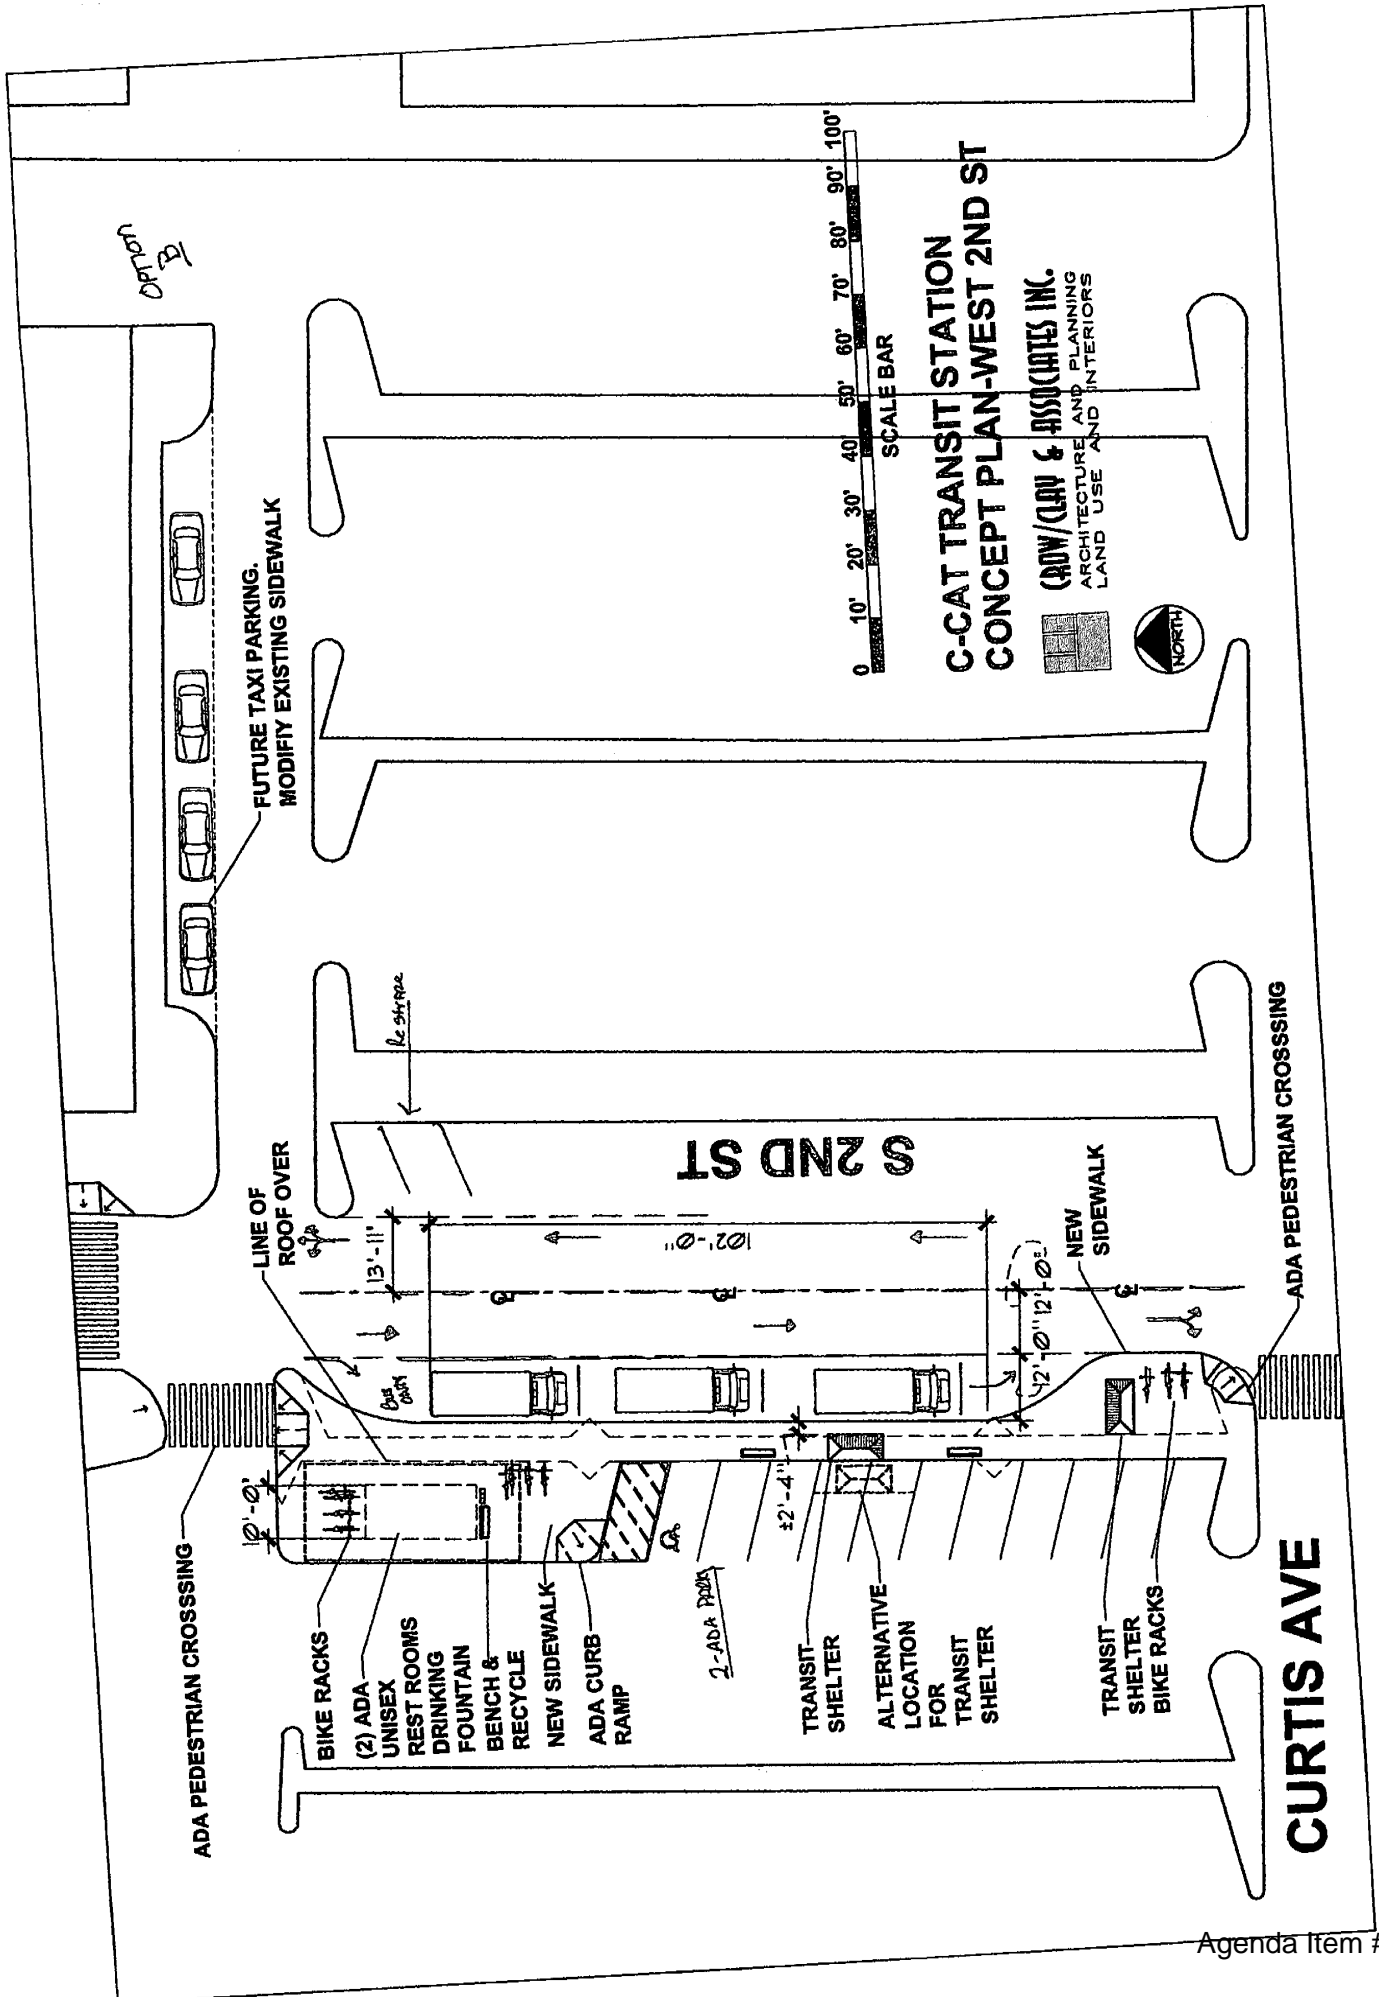 OPTION
B
FUTURE TAXI PARKING.
MODIFIY EXISTING SIDEWALK
0 10' 20' 30' 40' 50' 60' 70' 80' 90' 100'
SCALE BAR
C-CAT TRANSIT STATION
CONCEPT PLAN-WEST 2ND ST
CROW/CLAY & ASSOCIATES INC.
ARCHITECTURE AND PLANNING
LAND USE AND INTERIORS
NORTH
Re stripe
S 2ND ST
LINE OF
ROOF OVER
13'-11"
102'-0"
12'-0"
12'-0"
NEW
SIDEWALK
ADA PEDESTRIAN CROSSSING
BUS
ONLY
10'-0"
±2'-4"
ADA PEDESTRIAN CROSSSING
BIKE RACKS
(2) ADA
UNISEX
REST ROOMS
DRINKING
FOUNTAIN
BENCH &
RECYCLE
NEW SIDEWALK
ADA CURB
RAMP
2-ADA PARK
TRANSIT
SHELTER
ALTERNATIVE
LOCATION
FOR
TRANSIT
SHELTER
TRANSIT
SHELTER
BIKE RACKS
CURTIS AVE
Agenda Item #